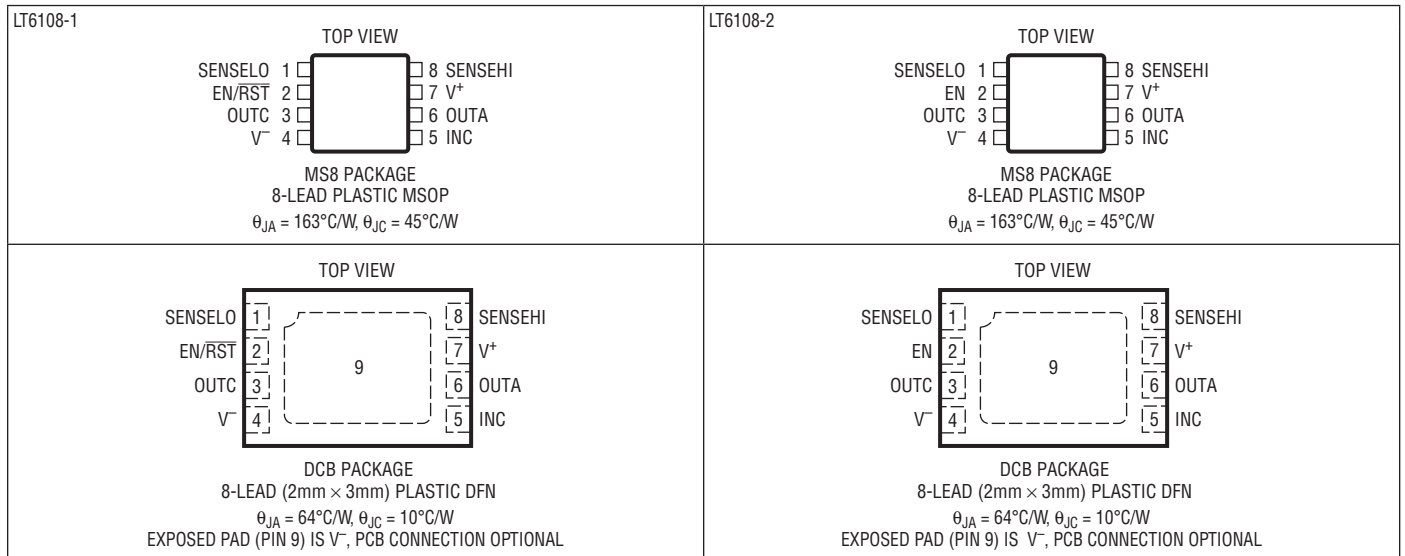 LT6108-1
TOP VIEW
SENSELO 1
EN/R̅S̅T̅ 2
OUTC 3
V– 4
8 SENSEHI
7 V+
6 OUTA
5 INC
MS8 PACKAGE
8-LEAD PLASTIC MSOP
θJA = 163°C/W, θJC = 45°C/W
LT6108-2
TOP VIEW
SENSELO 1
EN 2
OUTC 3
V– 4
8 SENSEHI
7 V+
6 OUTA
5 INC
MS8 PACKAGE
8-LEAD PLASTIC MSOP
θJA = 163°C/W, θJC = 45°C/W
TOP VIEW
SENSELO 1
EN/R̅S̅T̅ 2
OUTC 3
V– 4
9
8 SENSEHI
7 V+
6 OUTA
5 INC
DCB PACKAGE
8-LEAD (2mm × 3mm) PLASTIC DFN
θJA = 64°C/W, θJC = 10°C/W
EXPOSED PAD (PIN 9) IS V–, PCB CONNECTION OPTIONAL
TOP VIEW
SENSELO 1
EN 2
OUTC 3
V– 4
9
8 SENSEHI
7 V+
6 OUTA
5 INC
DCB PACKAGE
8-LEAD (2mm × 3mm) PLASTIC DFN
θJA = 64°C/W, θJC = 10°C/W
EXPOSED PAD (PIN 9) IS V–, PCB CONNECTION OPTIONAL